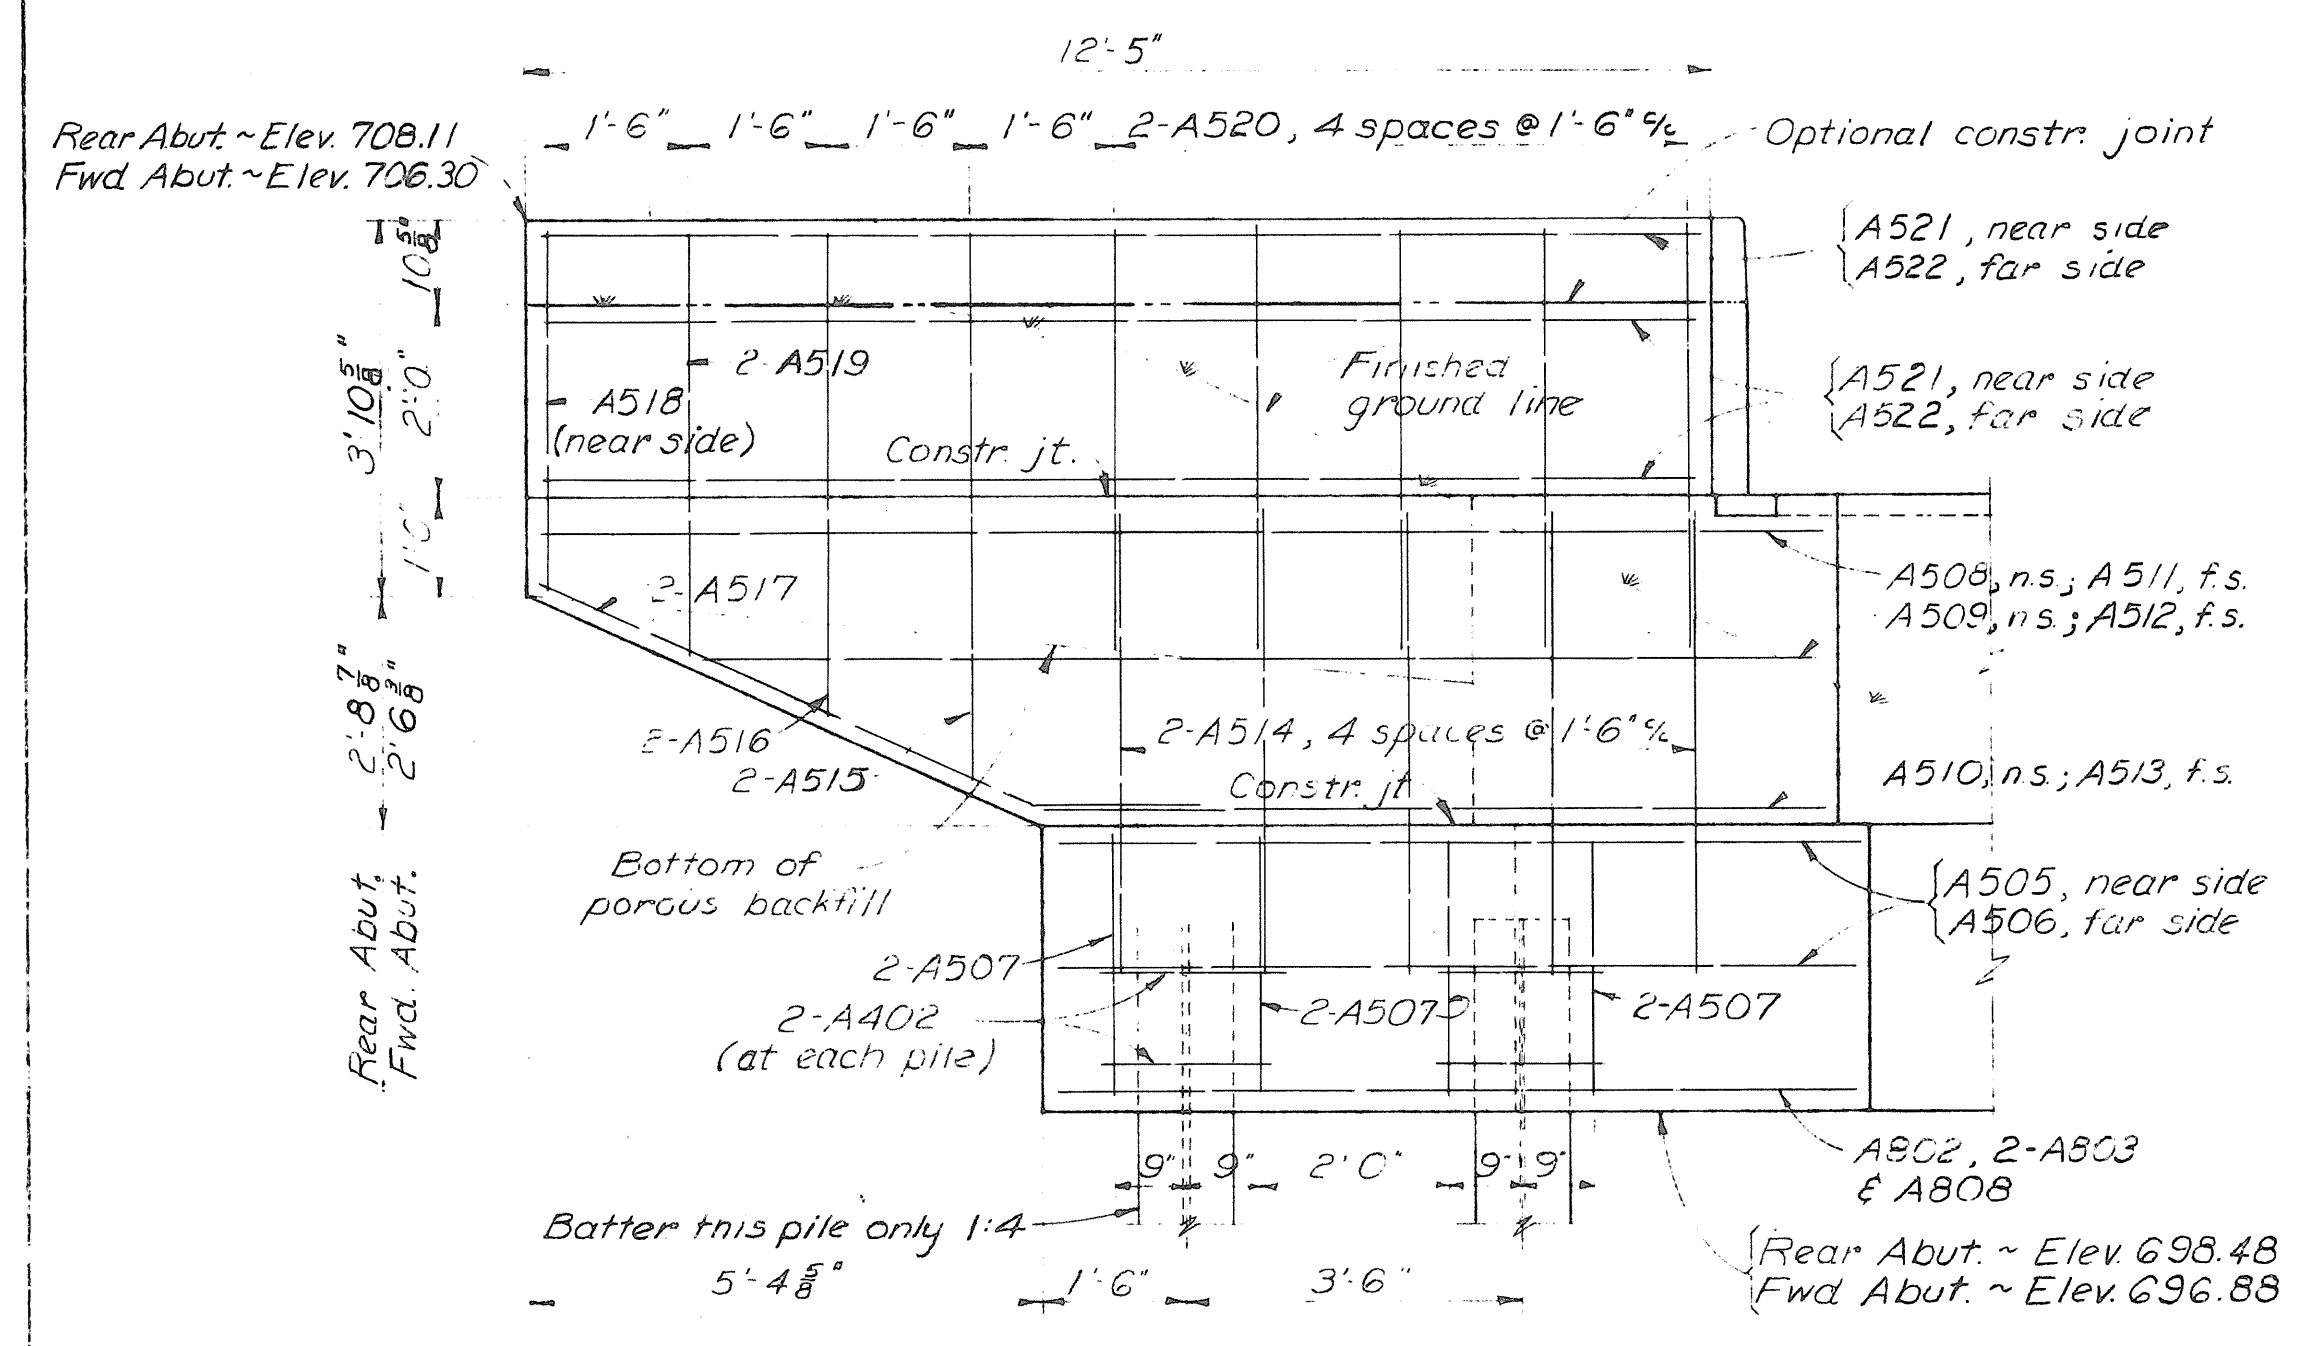 12'-5"
1'-6" 1'-6" 1'-6" 1'-6" 2-A520, 4 spaces @ 1'-6" c/c
Optional constr. joint
Rear Abut. ~ Elev. 708.11
Fwd. Abut. ~ Elev. 706.30
A521, near side
A522, far side
10 5/8"
2'-0"
1'-0"
3'-10 5/8"
2-A519
A518
(near side)
Finished
ground line
Constr. jt.
A521, near side
A522, far side
2-A517
A508, n.s.; A511, f.s.
A509, n.s.; A512, f.s.
2'-8 7/8"
2'-6 3/8"
2-A516
2-A515
2-A514, 4 spaces @ 1'-6" c/c
Constr. jt.
A510, n.s.; A513, f.s.
Bottom of
porous backfill
Rear Abut.
Fwd. Abut.
A505, near side
A506, far side
2-A507
2-A402
(at each pile)
2-A507
2-A507
9" 9" 2'-0" 9" 9"
A802, 2-A803
& A808
Batter this pile only 1:4
5'-4 5/8" 1'-6" 3'-6"
Rear Abut. ~ Elev. 698.48
Fwd Abut. ~ Elev. 696.88